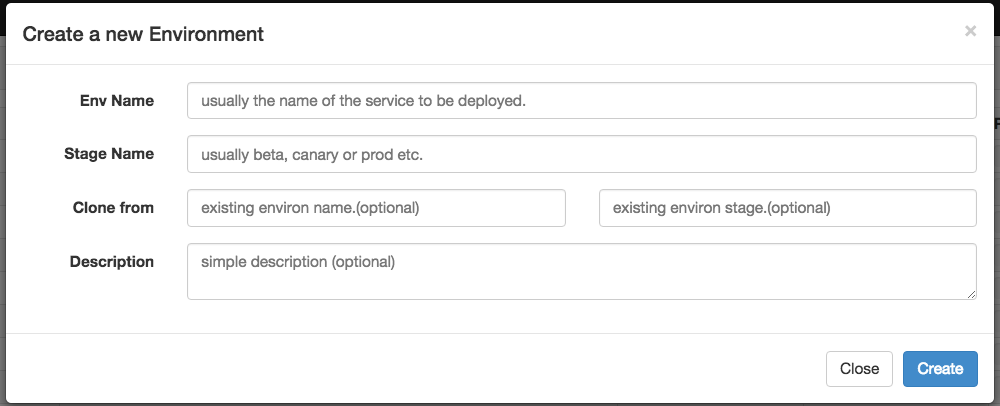 Create a new Environment ×
Env Name usually the name of the service to be deployed.
Stage Name usually beta, canary or prod etc.
Clone from existing environ name.(optional) existing environ stage.(optional)
Description simple description (optional)
Close Create